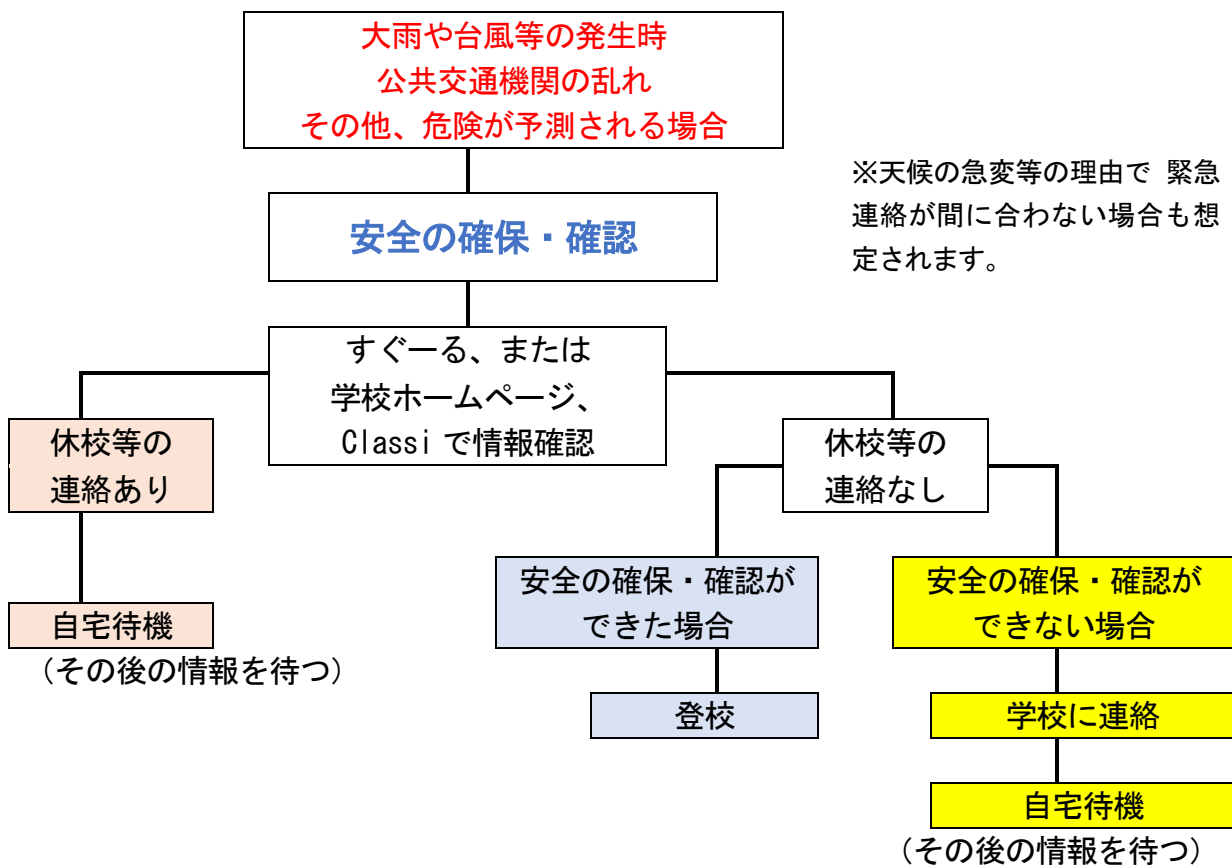 大雨や台風等の発生時
公共交通機関の乱れ
その他、危険が予測される場合
※天候の急変等の理由で 緊急
連絡が間に合わない場合も想
定されます。
安全の確保・確認
すぐーる、または
学校ホームページ、
Classi で情報確認
休校等の
連絡あり
自宅待機
（その後の情報を待つ）
休校等の
連絡なし
安全の確保・確認が
できた場合
登校
安全の確保・確認が
できない場合
学校に連絡
自宅待機
（その後の情報を待つ）